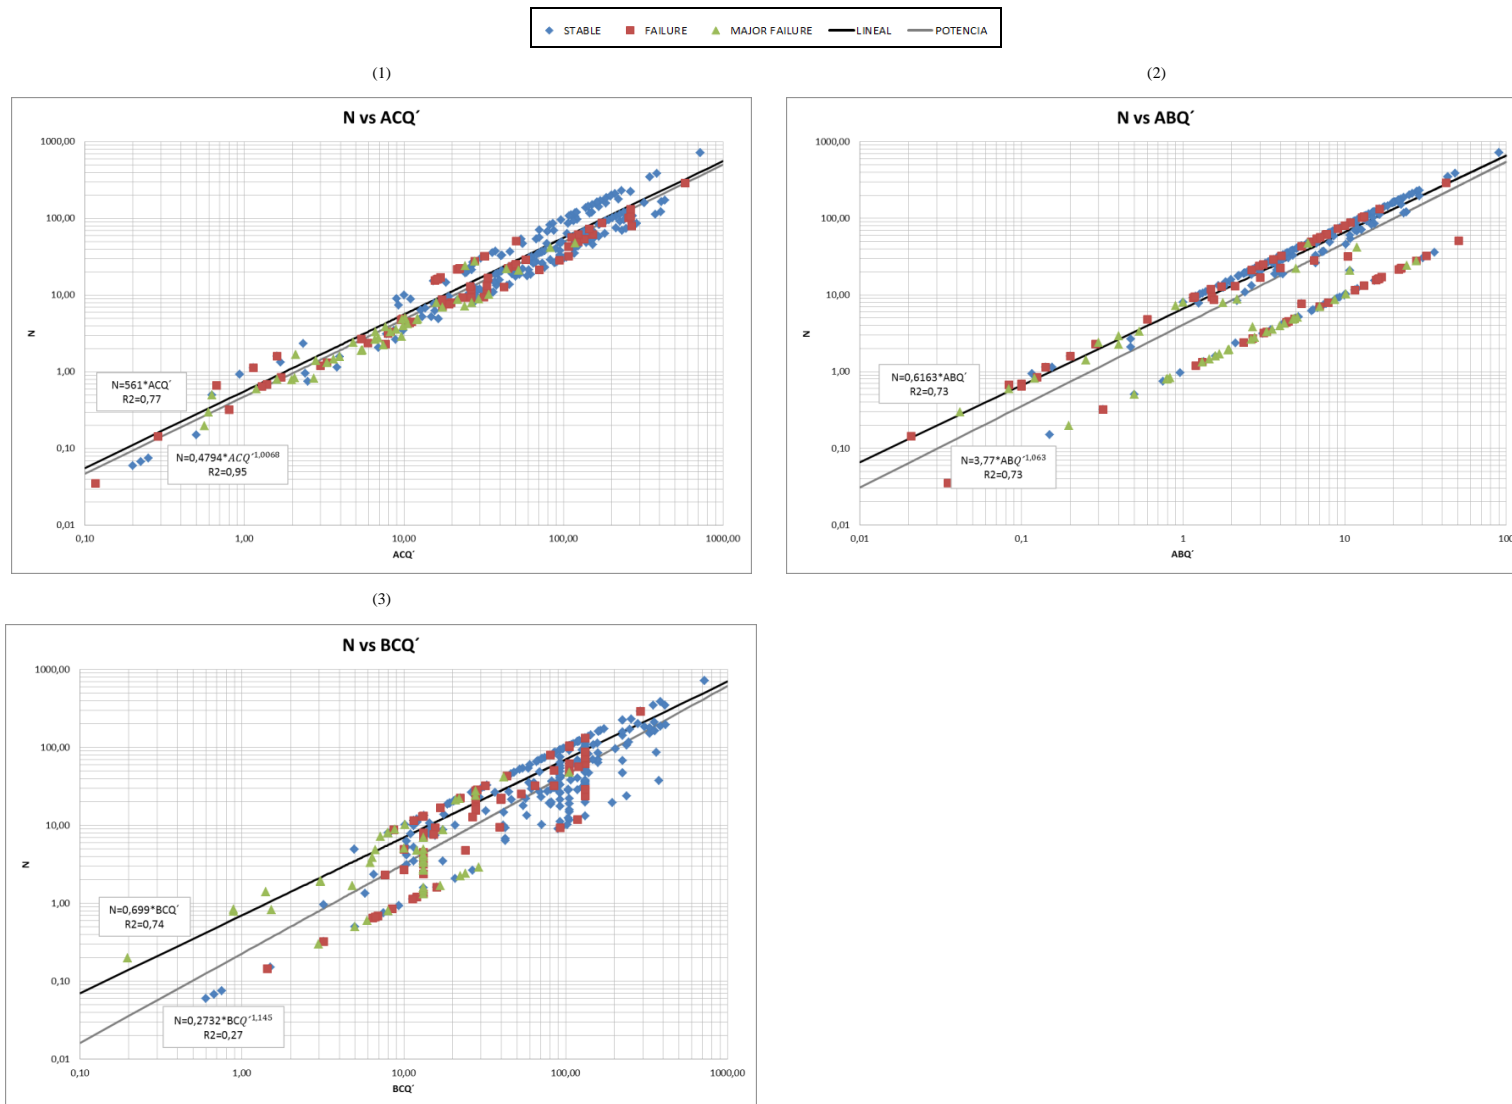 STABLE FAILURE MAJOR FAILURE LINEAL POTENCIA
(1)
N vs ACQ´
1000,00
100,00
10,00
1,00
0,10
0,01
N
N=561*ACQ´
R2=0,77
N=0,4794*ACQ´1,0068
R2=0,95
0,10 1,00 10,00 100,00 1000,00
ACQ´
(2)
N vs ABQ´
1000,00
100,00
10,00
1,00
0,10
0,01
N
N=0,6163*ABQ´
R2=0,73
N=3,77*ABQ´1,063
R2=0,73
0,01 0,1 1 10 100
ABQ´
(3)
N vs BCQ´
1000,00
100,00
10,00
1,00
0,10
0,01
N
N=0,699*BCQ´
R2=0,74
N=0,2732*BCQ´1,145
R2=0,27
0,10 1,00 10,00 100,00 1000,00
BCQ´